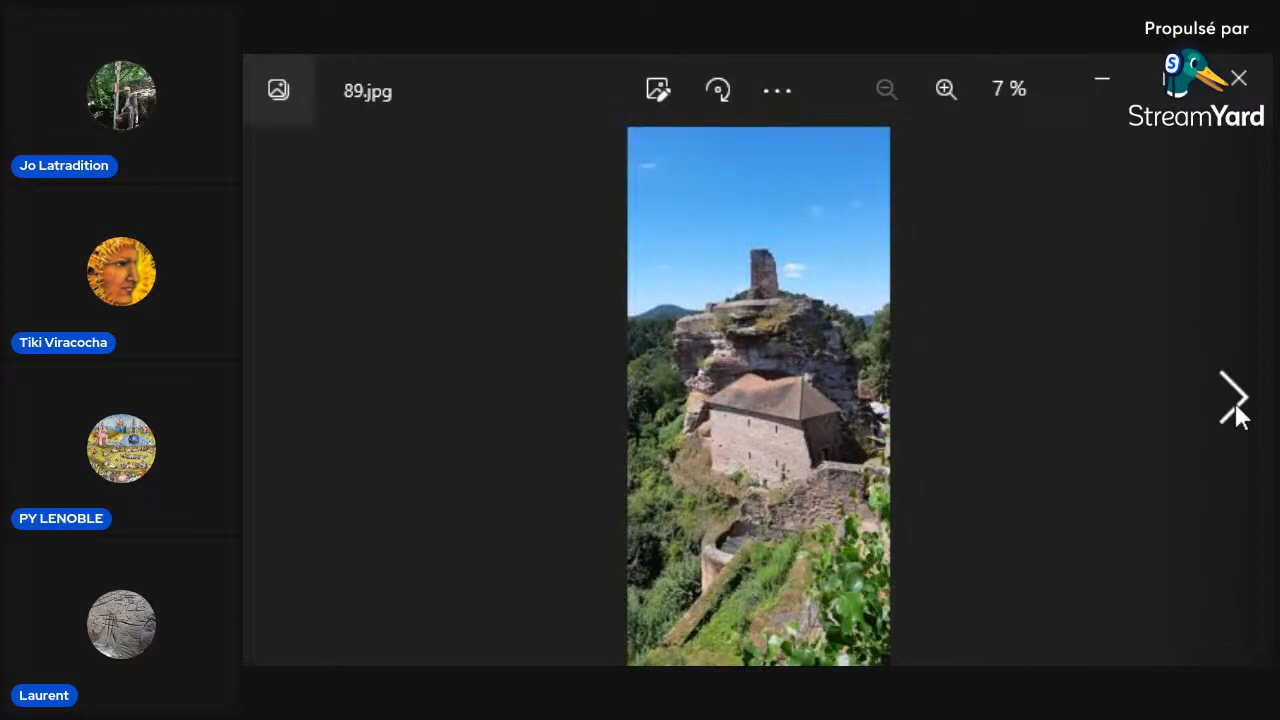 Propulsé par
StreamYard
89.jpg
7 %
Jo Latradition
Tiki Viracocha
PY LENOBLE
Laurent